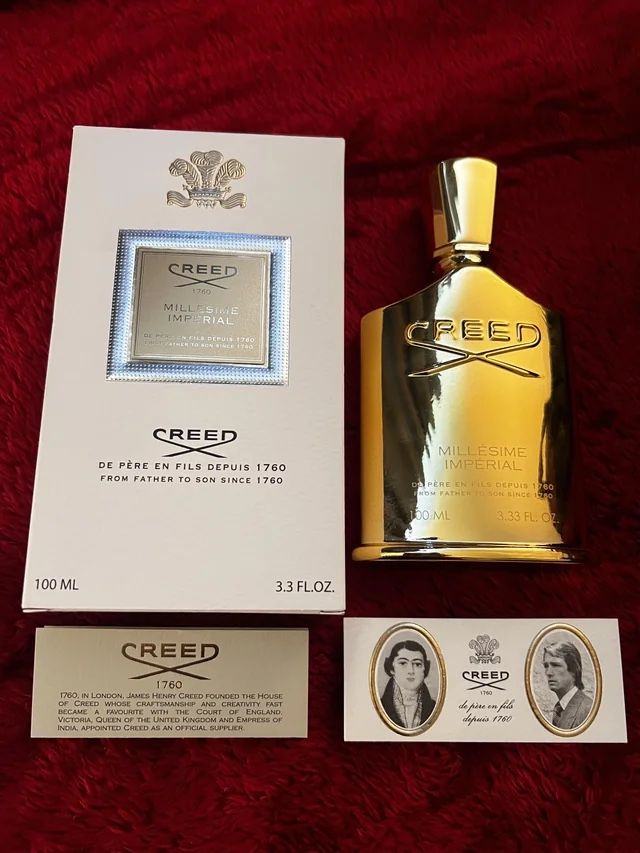 CREED
1760
MILLÉSIME
IMPÉRIAL
DE PÈRE EN FILS DEPUIS 1760
FROM FATHER TO SON SINCE 1760
CREED
DE PÈRE EN FILS DEPUIS 1760
FROM FATHER TO SON SINCE 1760
100 ML 3.3 FL.OZ.
CREED
MILLÉSIME
IMPÉRIAL
DE PÈRE EN FILS DEPUIS 1760
FROM FATHER TO SON SINCE 1760
100 ML 3.33 FL. OZ.
CREED
1760
1760, IN LONDON, JAMES HENRY CREED FOUNDED THE HOUSE
OF CREED WHOSE CRAFTSMANSHIP AND CREATIVITY FAST
BECAME A FAVOURITE WITH THE COURT OF ENGLAND.
VICTORIA, QUEEN OF THE UNITED KINGDOM AND EMPRESS OF
INDIA, APPOINTED CREED AS AN OFFICIAL SUPPLIER.
CREED
1760
de père en fils
depuis 1760